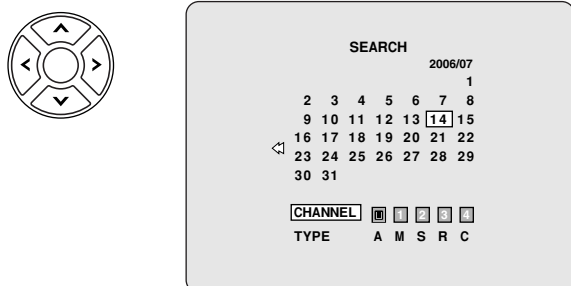 SEARCH
2006/07
1
2 3 4 5 6 7 8
9 10 11 12 13 14 15
16 17 18 19 20 21 22
23 24 25 26 27 28 29
30 31
CHANNEL 1 2 3 4
TYPE A M S R C